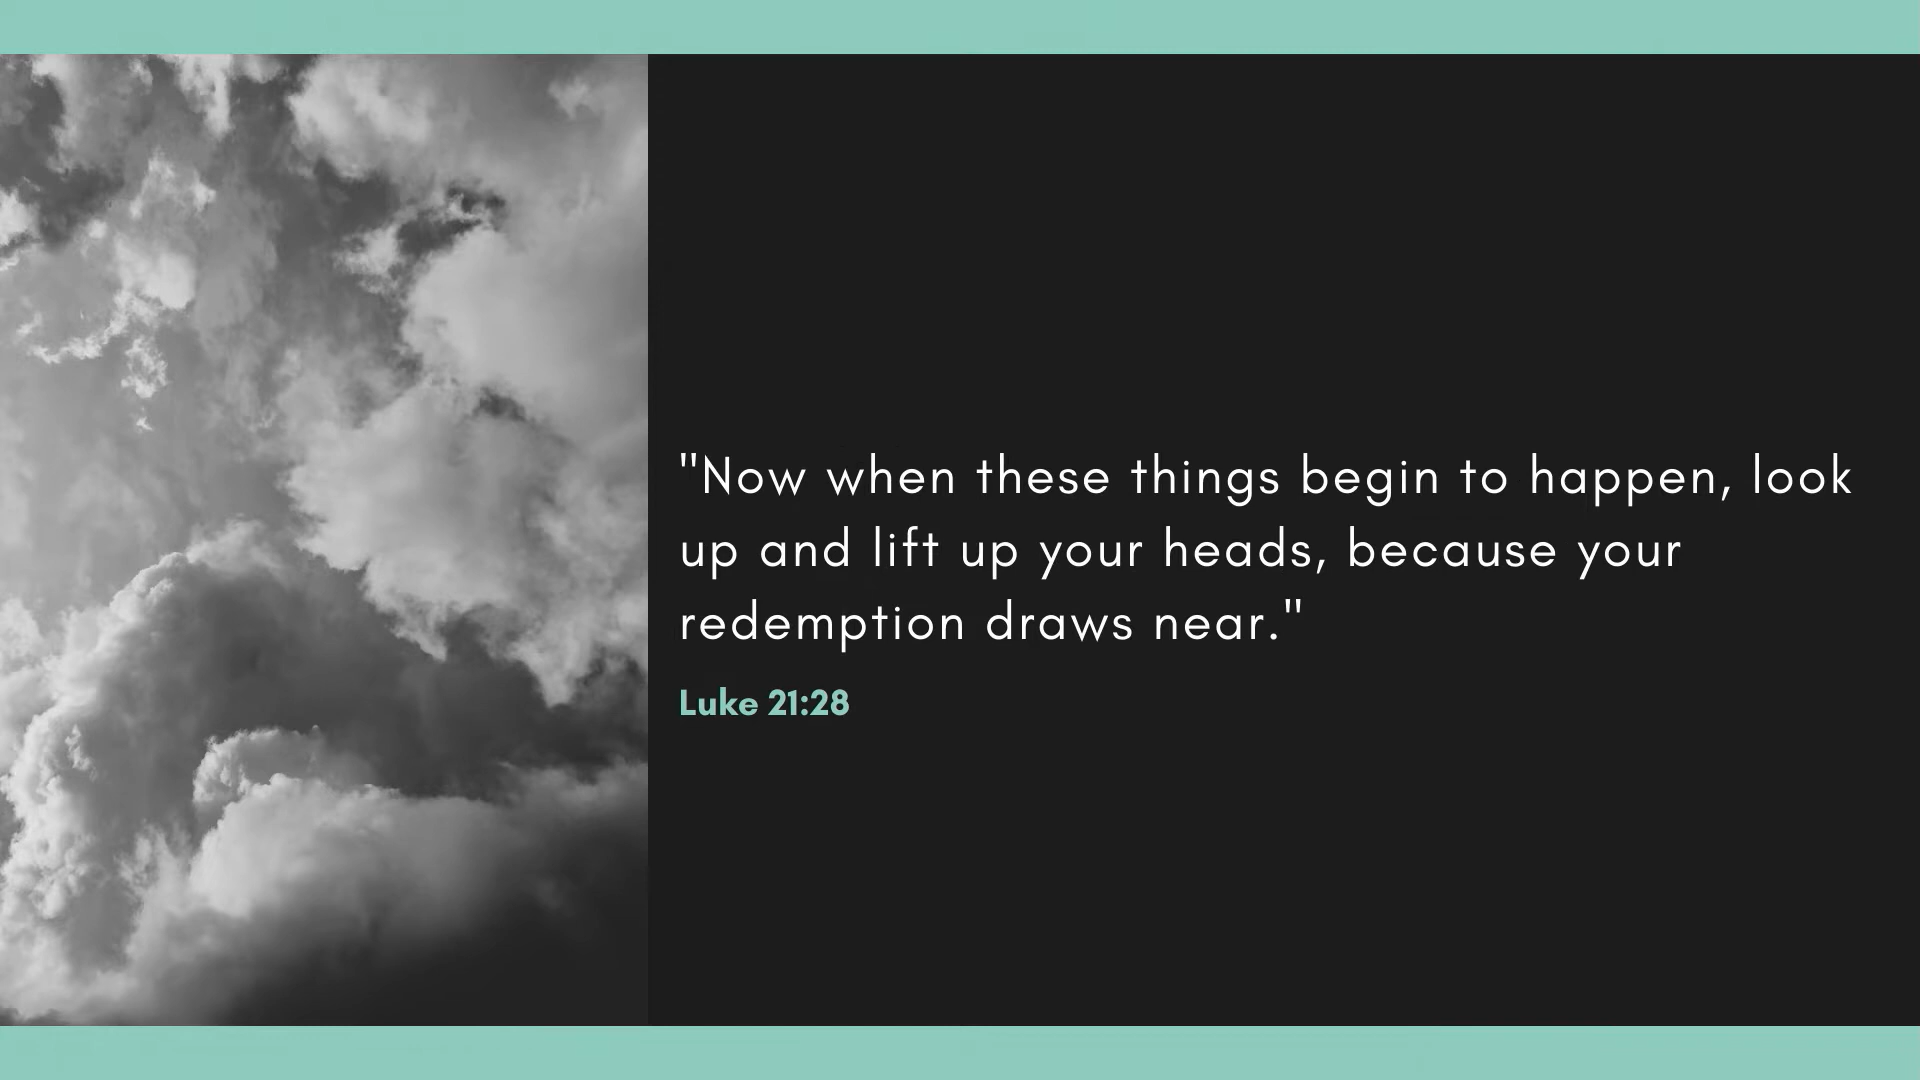 "Now when these things begin to happen, look
up and lift up your heads, because your
redemption draws near."
Luke 21:28